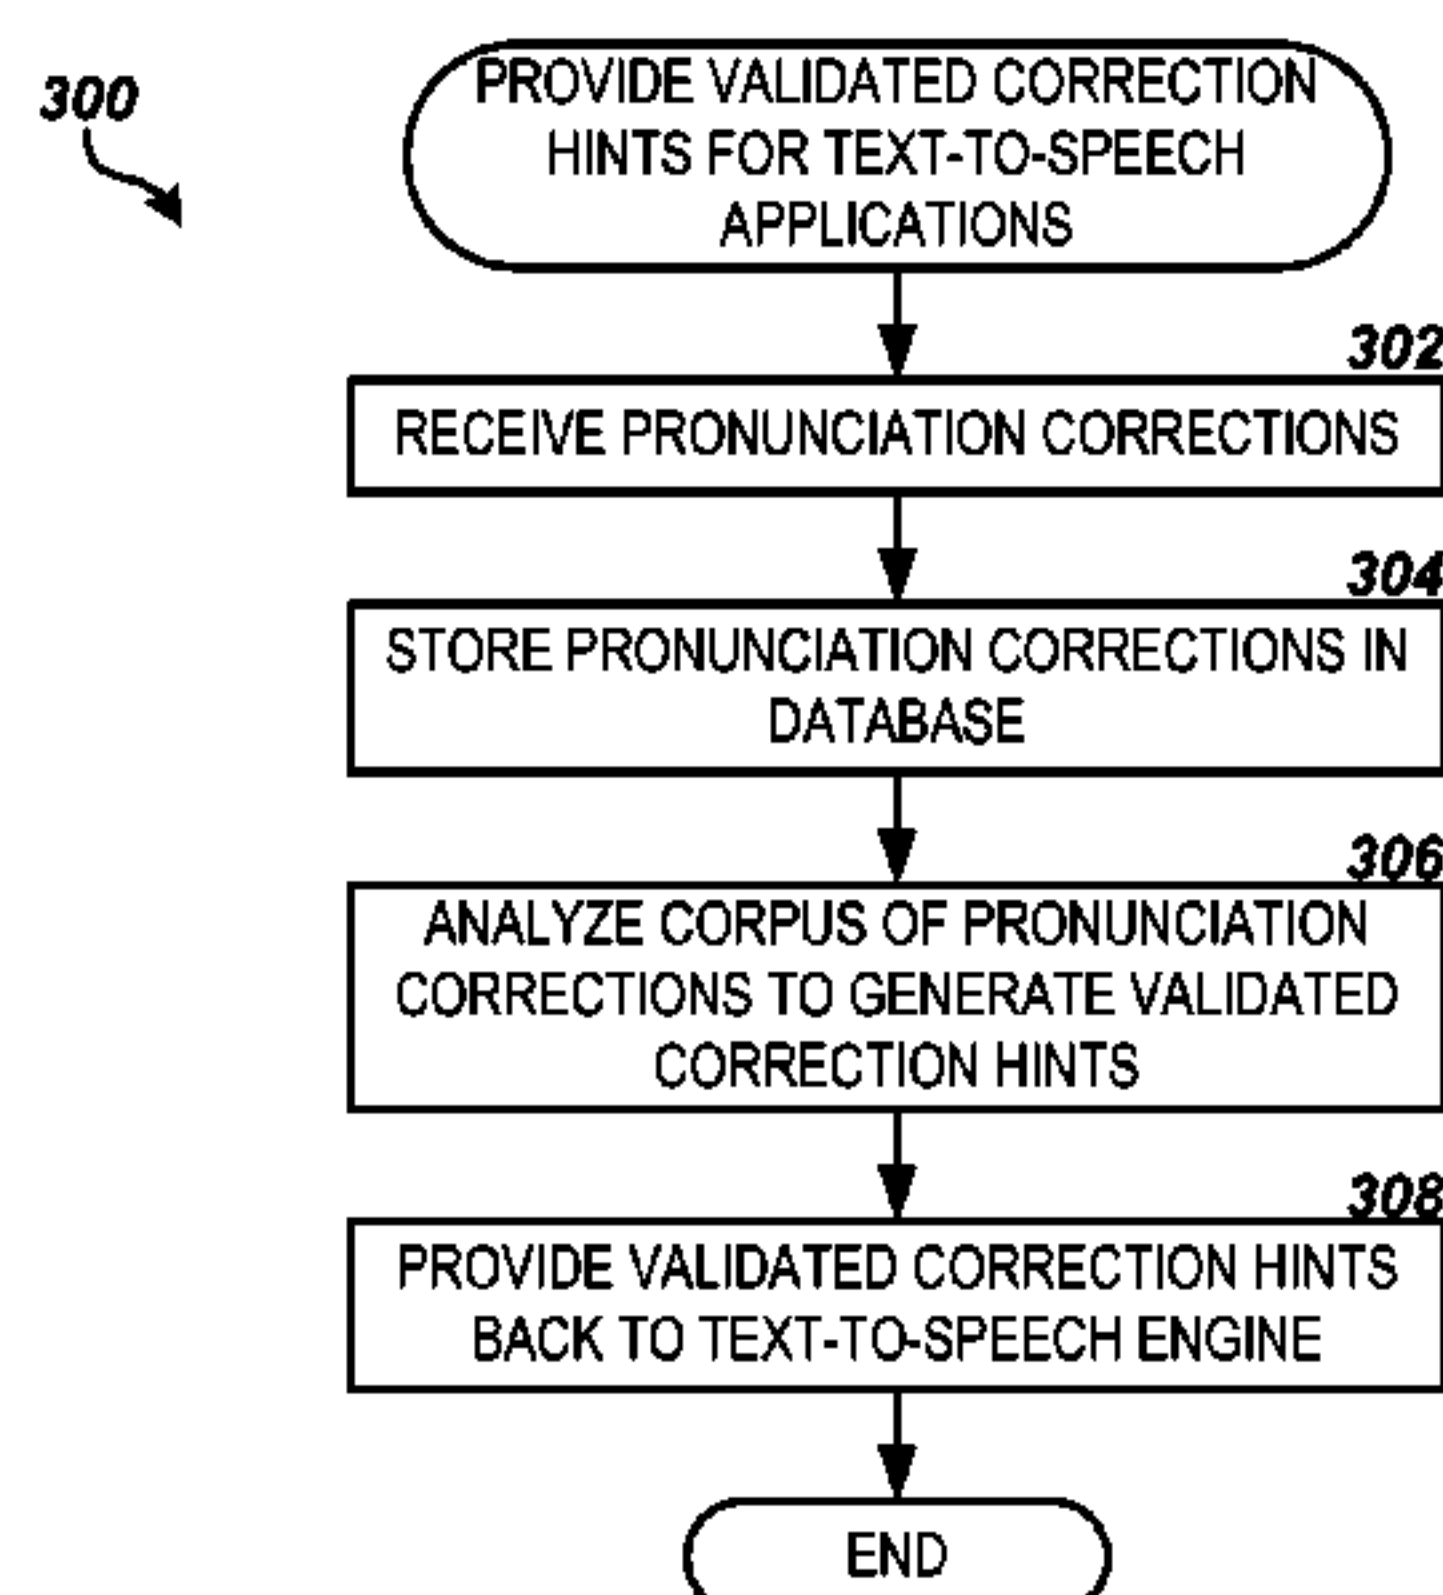 300
PROVIDE VALIDATED CORRECTION
HINTS FOR TEXT-TO-SPEECH
APPLICATIONS
302
RECEIVE PRONUNCIATION CORRECTIONS
304
STORE PRONUNCIATION CORRECTIONS IN
DATABASE
306
ANALYZE CORPUS OF PRONUNCIATION
CORRECTIONS TO GENERATE VALIDATED
CORRECTION HINTS
308
PROVIDE VALIDATED CORRECTION HINTS
BACK TO TEXT-TO-SPEECH ENGINE
END